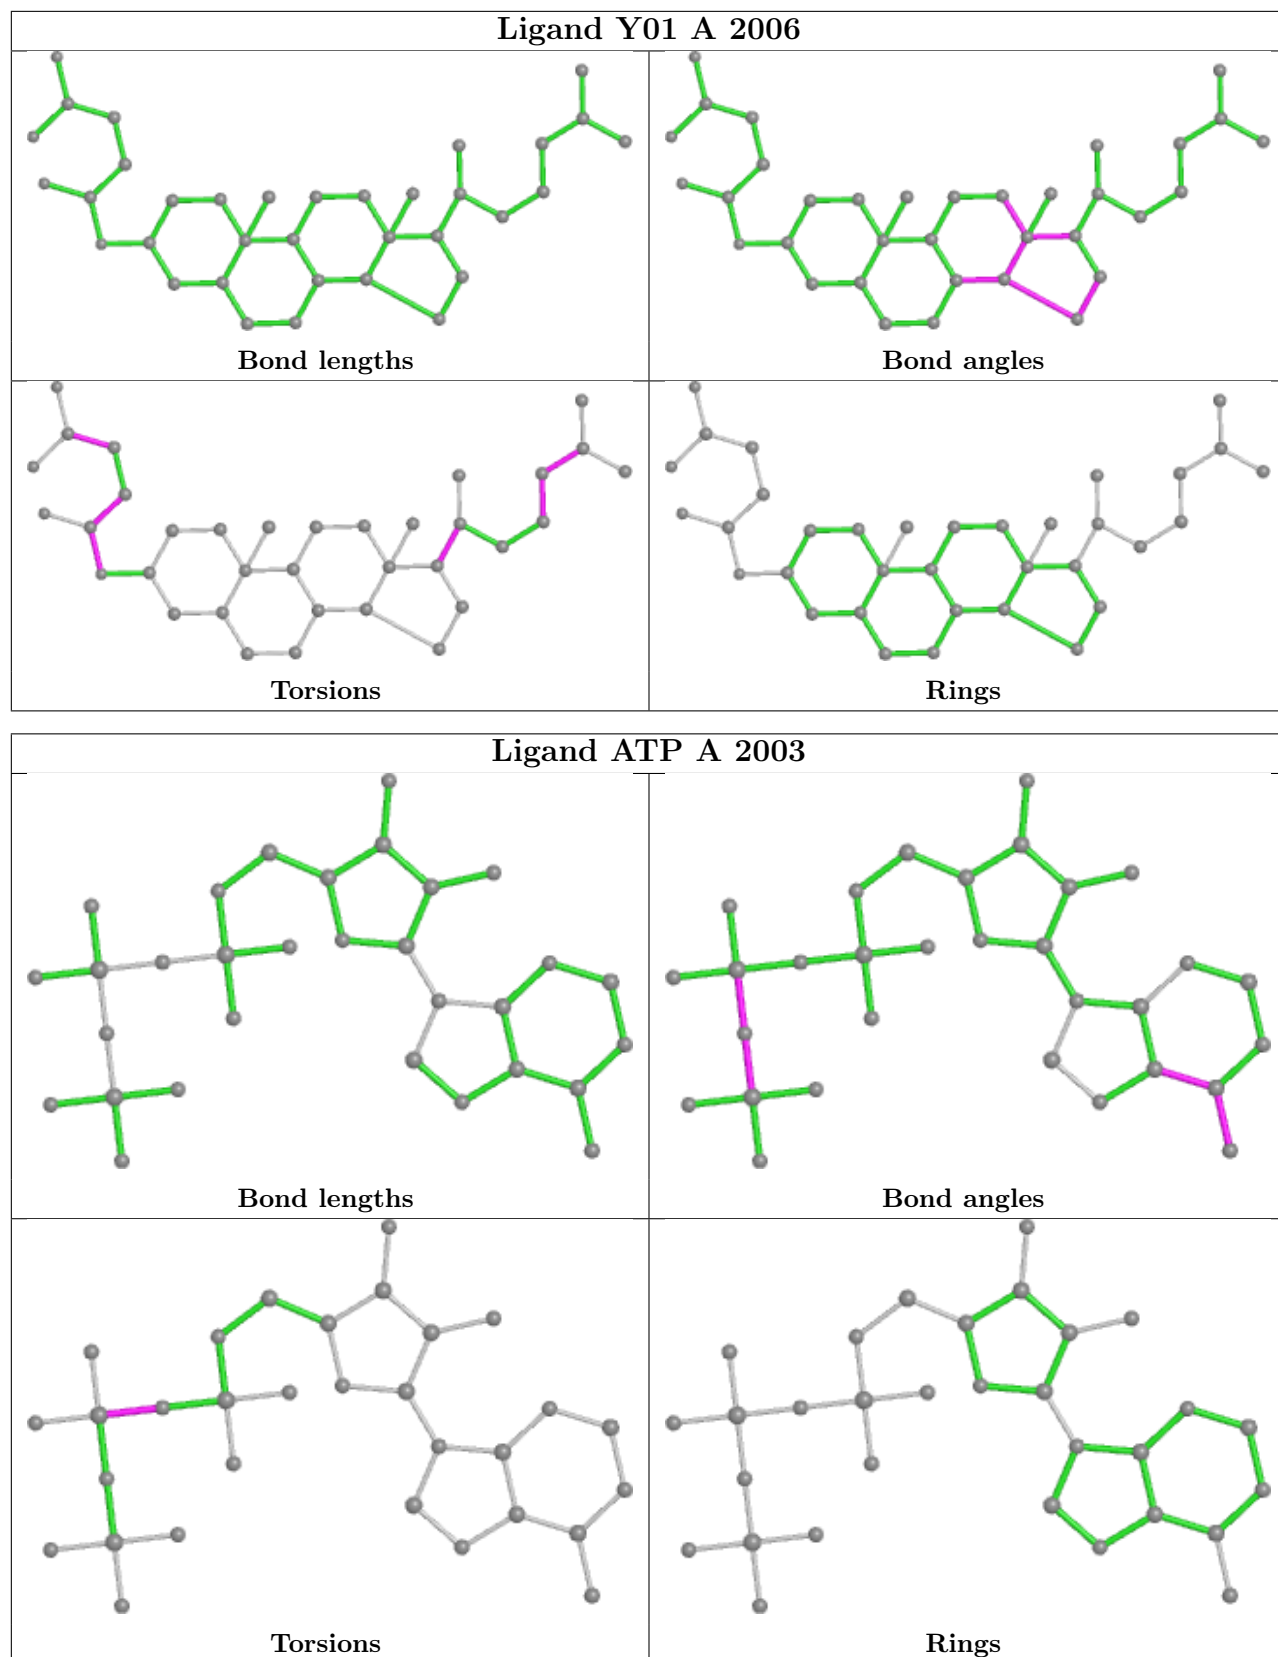 Ligand Y01 A 2006
Bond lengths
Bond angles
Torsions
Rings
Ligand ATP A 2003
Bond lengths
Bond angles
Torsions
Rings